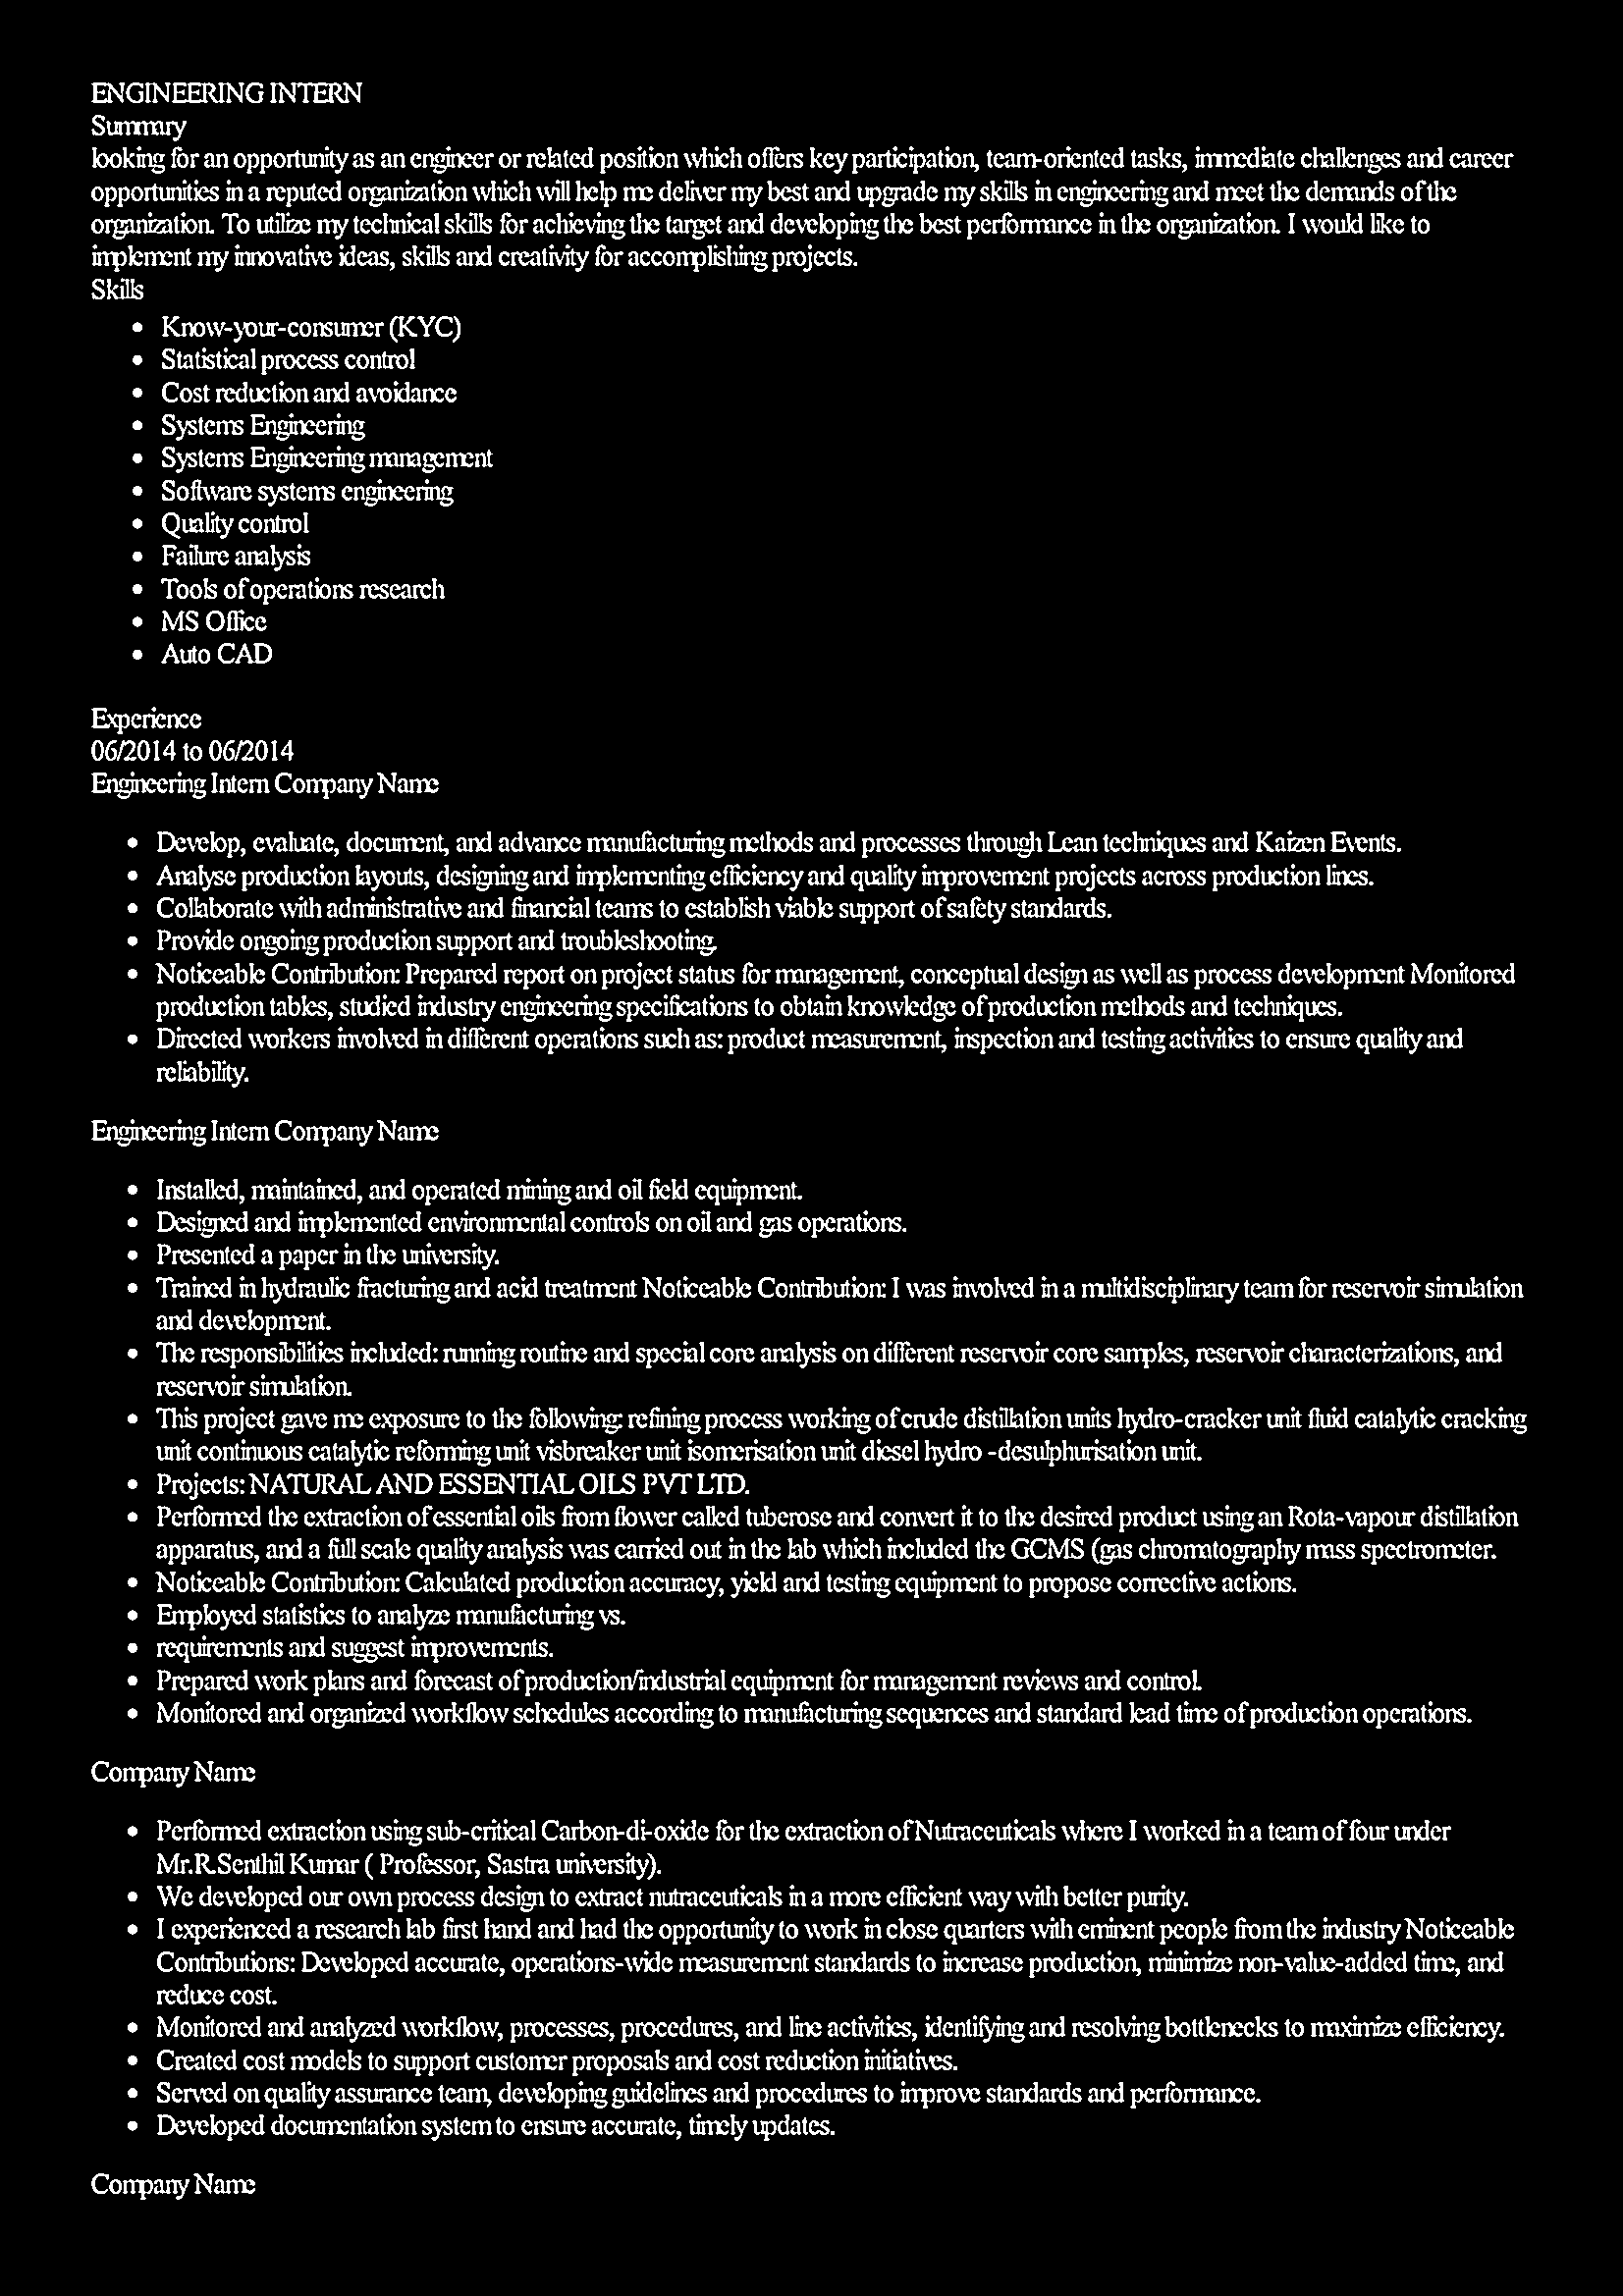 ENGINEERING INTERN
Summary
looking for an opportunity as an engineer or related position which offers key participation, team-oriented tasks, immediate challenges and career
opportunities in a reputed organization which will help me deliver my best and upgrade my skills in engineering and meet the demands of the
organization. To utilize my technical skills for achieving the target and developing the best performance in the organization. I would like to
implement my innovative ideas, skills and creativity for accomplishing projects.
Skills
• Know-your-consumer (KYC)
• Statistical process control
• Cost reduction and avoidance
• Systems Engineering
• Systems Engineering management
• Software systems engineering
• Quality control
• Failure analysis
• Tools of operations research
• MS Office
• Auto CAD
Experience
06/2014 to 06/2014
Engineering Intern Company Name
• Develop, evaluate, document, and advance manufacturing methods and processes through Lean techniques and Kaizen Events.
• Analyse production layouts, designing and implementing efficiency and quality improvement projects across production lines.
• Collaborate with administrative and financial teams to establish viable support of safety standards.
• Provide ongoing production support and troubleshooting.
• Noticeable Contribution: Prepared report on project status for management, conceptual design as well as process development Monitored
production tables, studied industry engineering specifications to obtain knowledge of production methods and techniques.
• Directed workers involved in different operations such as: product measurement, inspection and testing activities to ensure quality and
reliability.
Engineering Intern Company Name
• Installed, maintained, and operated mining and oil field equipment.
• Designed and implemented environmental controls on oil and gas operations.
• Presented a paper in the university.
• Trained in hydraulic fracturing and acid treatment Noticeable Contribution: I was involved in a multidisciplinary team for reservoir simulation
and development.
• The responsibilities included: running routine and special core analysis on different reservoir core samples, reservoir characterizations, and
reservoir simulation.
• This project gave me exposure to the following: refining process working of crude distillation units hydro-cracker unit fluid catalytic cracking
unit continuous catalytic reforming unit visbreaker unit isomerisation unit diesel hydro -desulphurisation unit.
• Projects: NATURAL AND ESSENTIAL OILS PVT LTD.
• Performed the extraction of essential oils from flower called tuberose and convert it to the desired product using an Rota-vapour distillation
apparatus, and a full scale quality analysis was carried out in the lab which included the GCMS (gas chromatography mass spectrometer.
• Noticeable Contribution: Calculated production accuracy, yield and testing equipment to propose corrective actions.
• Employed statistics to analyze manufacturing vs.
• requirements and suggest improvements.
• Prepared work plans and forecast of production/industrial equipment for management reviews and control.
• Monitored and organized workflow schedules according to manufacturing sequences and standard lead time of production operations.
Company Name
• Performed extraction using sub-critical Carbon-di-oxide for the extraction of Nutraceuticals where I worked in a team of four under
Mr.R.Senthil Kumar ( Professor, Sastra university).
• We developed our own process design to extract nutraceuticals in a more efficient way with better purity.
• I experienced a research lab first hand and had the opportunity to work in close quarters with eminent people from the industry Noticeable
Contributions: Developed accurate, operations-wide measurement standards to increase production, minimize non-value-added time, and
reduce cost.
• Monitored and analyzed workflow, processes, procedures, and line activities, identifying and resolving bottlenecks to maximize efficiency.
• Created cost models to support customer proposals and cost reduction initiatives.
• Served on quality assurance team, developing guidelines and procedures to improve standards and performance.
• Developed documentation system to ensure accurate, timely updates.
Company Name